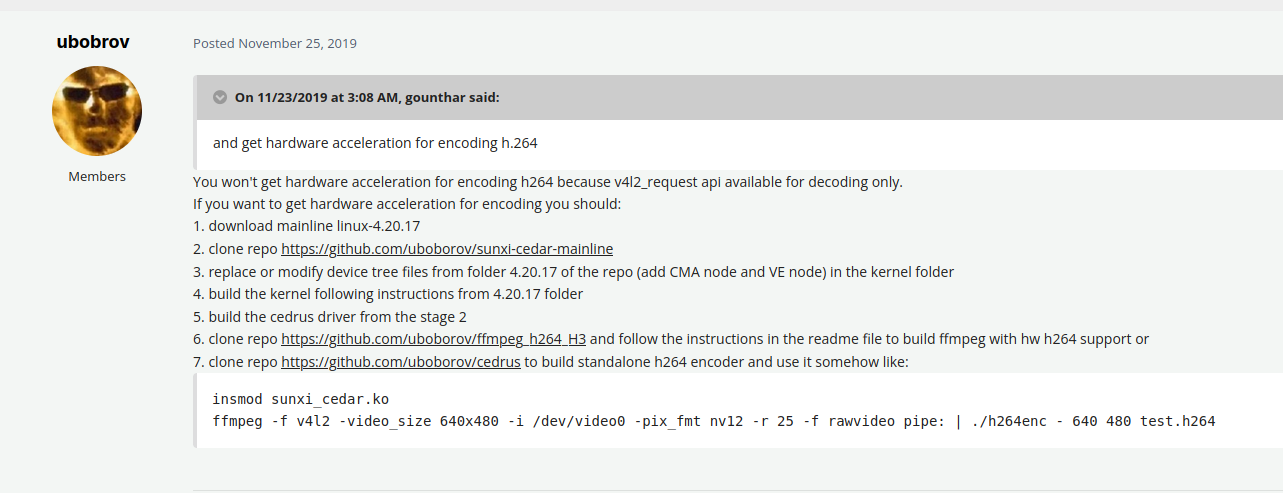 ubobrov
Members
Posted November 25, 2019
On 11/23/2019 at 3:08 AM, gounthar said:
and get hardware acceleration for encoding h.264
You won't get hardware acceleration for encoding h264 because v4l2_request api available for decoding only.
If you want to get hardware acceleration for encoding you should:
1. download mainline linux-4.20.17
2. clone repo https://github.com/uboborov/sunxi-cedar-mainline
3. replace or modify device tree files from folder 4.20.17 of the repo (add CMA node and VE node) in the kernel folder
4. build the kernel following instructions from 4.20.17 folder
5. build the cedrus driver from the stage 2
6. clone repo https://github.com/uboborov/ffmpeg_h264_H3 and follow the instructions in the readme file to build ffmpeg with hw h264 support or
7. clone repo https://github.com/uboborov/cedrus to build standalone h264 encoder and use it somehow like:
insmod sunxi_cedar.ko
ffmpeg -f v4l2 -video_size 640x480 -i /dev/video0 -pix_fmt nv12 -r 25 -f rawvideo pipe: | ./h264enc - 640 480 test.h264